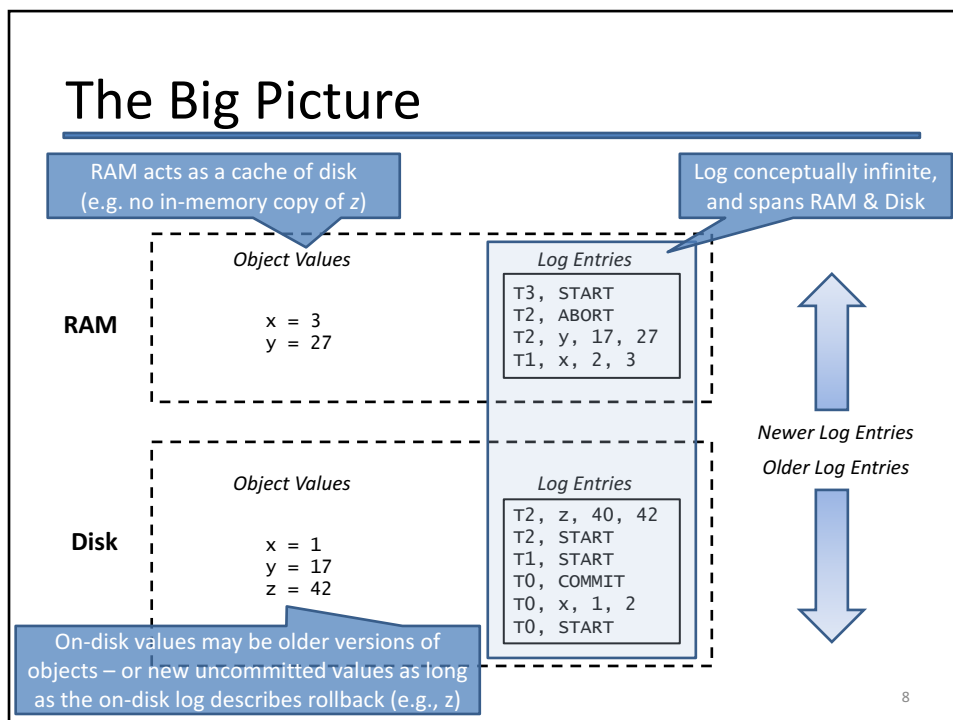 The Big Picture
RAM acts as a cache of disk
(e.g. no in-memory copy of z)
Log conceptually infinite,
and spans RAM & Disk
RAM
Object Values
x = 3
y = 27
Log Entries
T3, START
T2, ABORT
T2, y, 17, 27
T1, x, 2, 3
Newer Log Entries
Older Log Entries
Disk
Object Values
x = 1
y = 17
z = 42
Log Entries
T2, z, 40, 42
T2, START
T1, START
T0, COMMIT
T0, x, 1, 2
T0, START
On-disk values may be older versions of
objects – or new uncommitted values as long
as the on-disk log describes rollback (e.g., z)
8